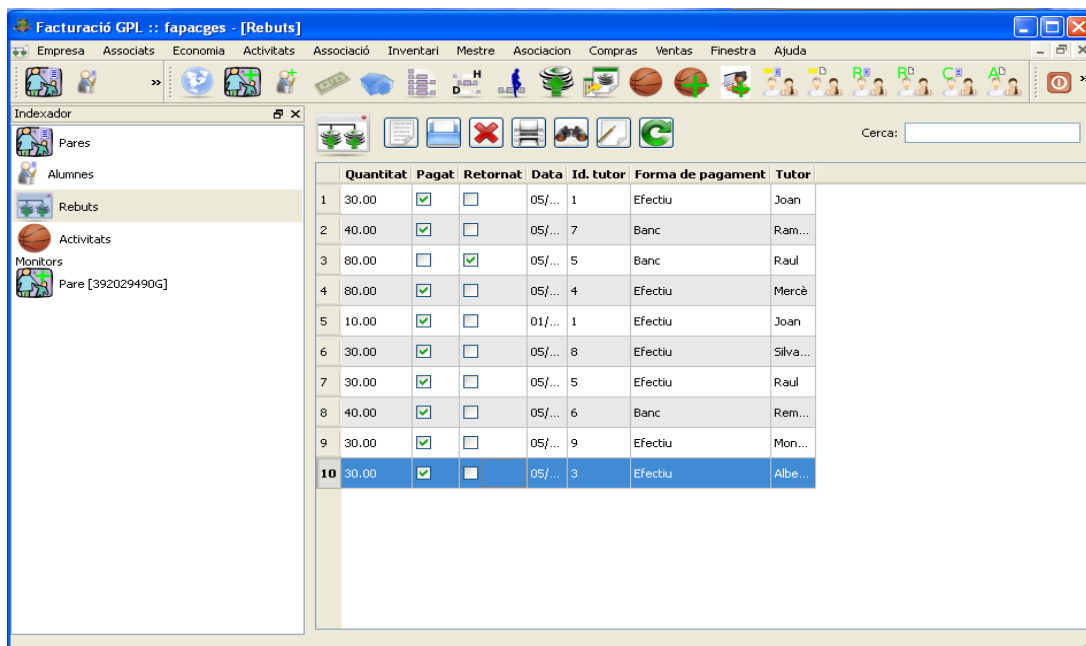 Facturació GPL :: fapacges - [Rebuts]
Empresa Associats Economia Activitats Associació Inventari Mestre Asociacion Compras Ventas Finestra Ajuda
» H D R R C A D D D »
Indexador
Pares
Alumnes
Rebuts
Activitats
Monitors
Pare [392029490G]
Cerca:
Quantitat Pagat Retornat Data Id. tutor Forma de pagament Tutor
1 30.00 05/... 1 Efectiu Joan
2 40.00 05/... 7 Banc Ram...
3 80.00 05/... 5 Banc Raul
4 80.00 05/... 4 Efectiu Mercè
5 10.00 01/... 1 Efectiu Joan
6 30.00 05/... 8 Efectiu Silva...
7 30.00 05/... 5 Efectiu Raul
8 40.00 05/... 6 Banc Rem...
9 30.00 05/... 9 Efectiu Mon...
10 30.00 05/... 3 Efectiu Albe...